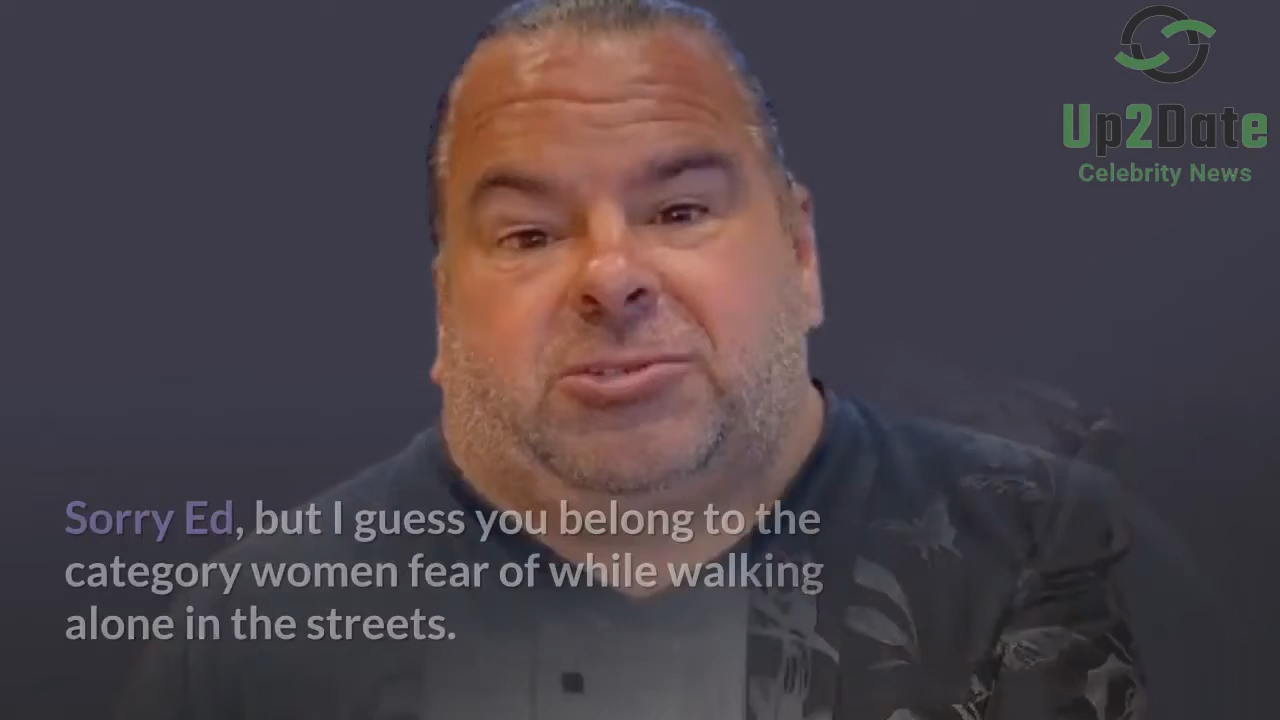 Up2Date
Celebrity News
Sorry Ed, but I guess you belong to the
category women fear of while walking
alone in the streets.